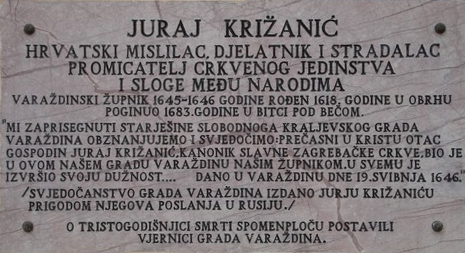 JURAJ KRIŽANIĆ
HRVATSKI MISLILAC, DJELATNIK I STRADALAC
PROMICATELJ CRKVENOG JEDINSTVA
I SLOGE MEĐU NARODIMA
VARAŽDINSKI ŽUPNIK 1645-1646 GODINE ROĐEN 1618. GODINE U OBRHU
POGINUO 1683.GODINE U BITCI POD BEČOM.
"MI ZAPRISEGNUTI STARJEŠINE SLOBODNOGA KRALJEVSKOG GRADA
VARAŽDINA OBZNANJUJEMO I SVJEDOČIMO:PREČASNI U KRISTU OTAC
GOSPODIN JURAJ KRIŽANIĆ,KANONIK SLAVNE ZAGREBAČKE CRKVE,BIO JE
U OVOM NAŠEM GRADU VARAŽDINU NAŠIM ŽUPNIKOM.U SVEMU JE
IZVRŠIO SVOJU DUŽNOST.... DANO U VARAŽDINU DNE 19.SVIBNJA 1646."
/SVJEDOČANSTVO GRADA VARAŽDINA IZDANO JURJU KRIŽANIĆU
PRIGODOM NJEGOVA POSLANJA U RUSIJU./
O TRISTOGODIŠNJICI SMRTI SPOMENPLOČU POSTAVILI
VJERNICI GRADA VARAŽDINA.